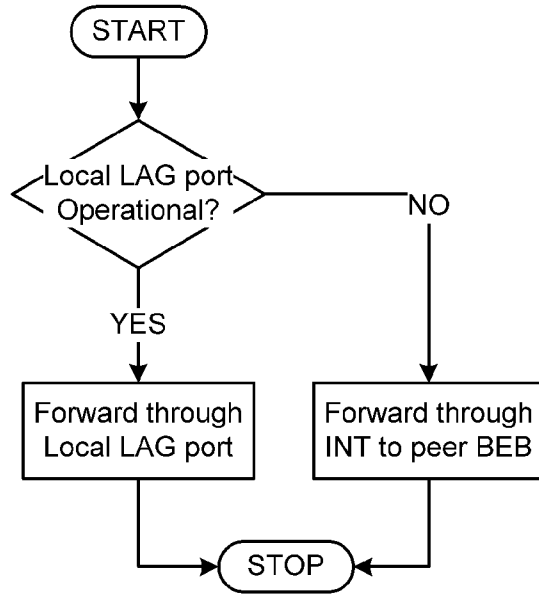 START
Local LAG port
Operational?
NO
YES
Forward through
Local LAG port
Forward through
INT to peer BEB
STOP